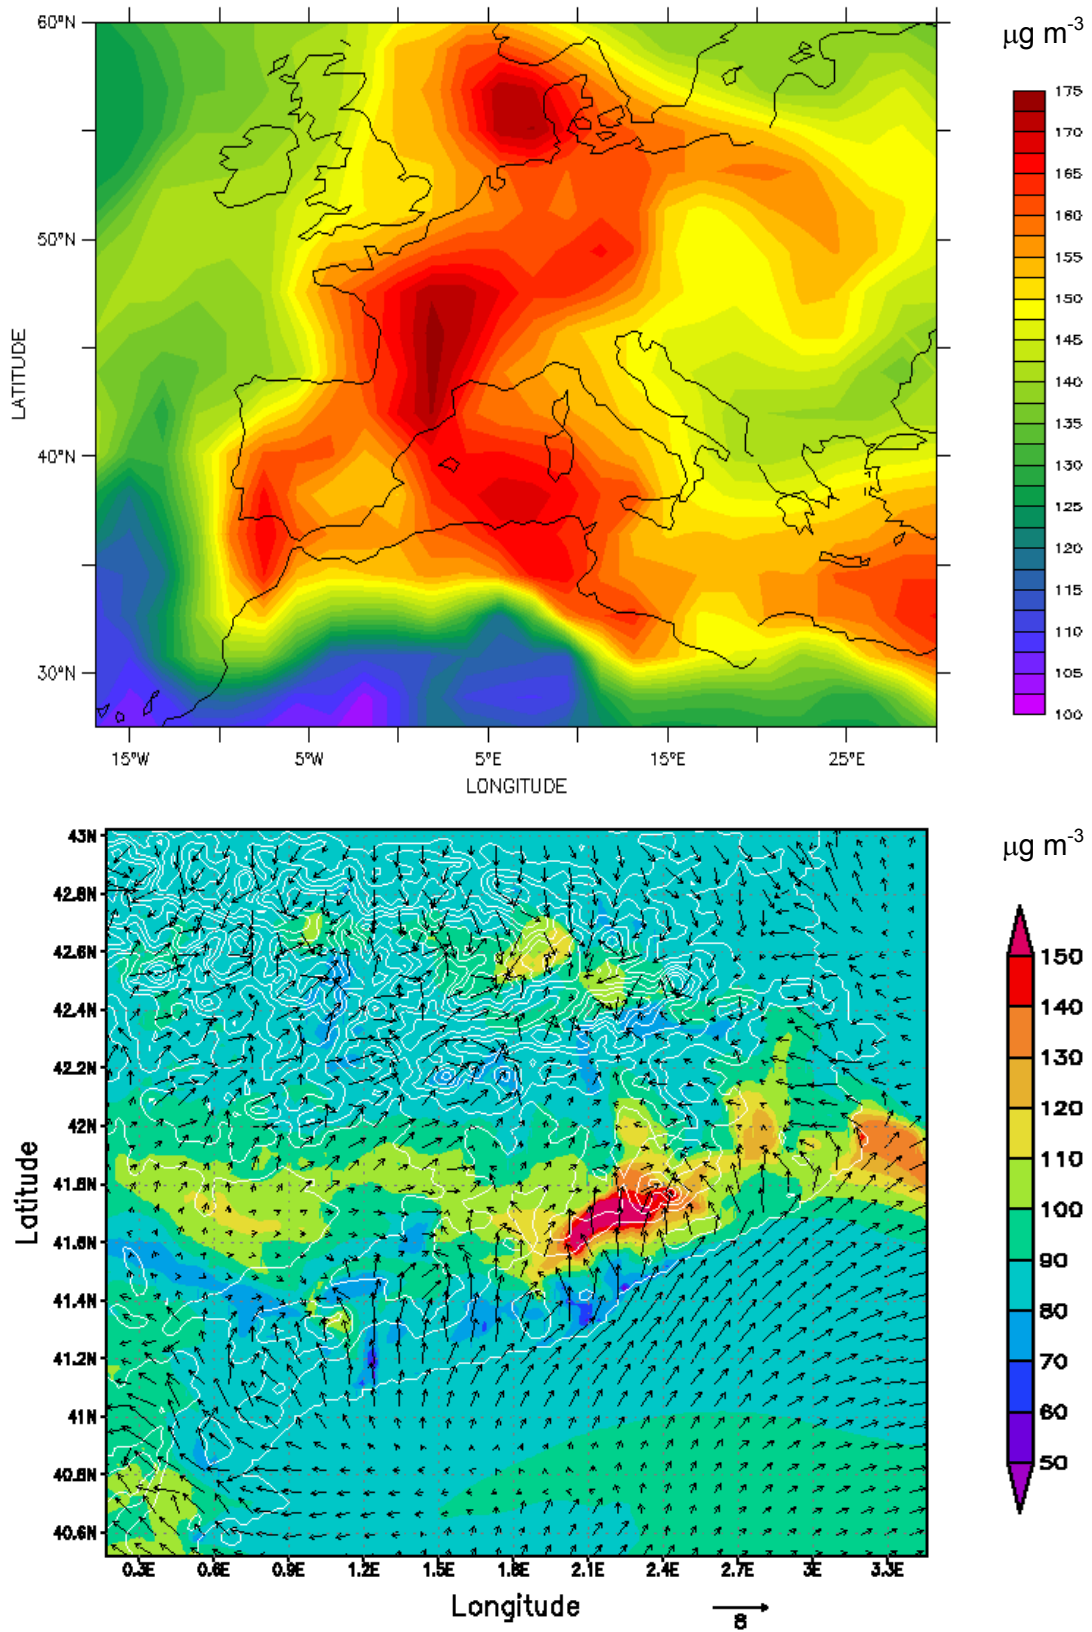 60°N
50°N
40°N
30°N
LATITUDE
15°W
5°W
5°E
15°E
25°E
LONGITUDE
μg m-3
175
170
165
160
155
150
145
140
135
130
125
120
115
110
105
100
43N
42.8N
42.6N
42.4N
42.2N
42N
41.8N
41.6N
41.4N
41.2N
41N
40.8N
40.6N
Latitude
0.3E
0.6E
0.9E
1.2E
1.5E
1.8E
2.1E
2.4E
2.7E
3E
3.3E
Longitude
8
μg m-3
150
140
130
120
110
100
90
80
70
60
50